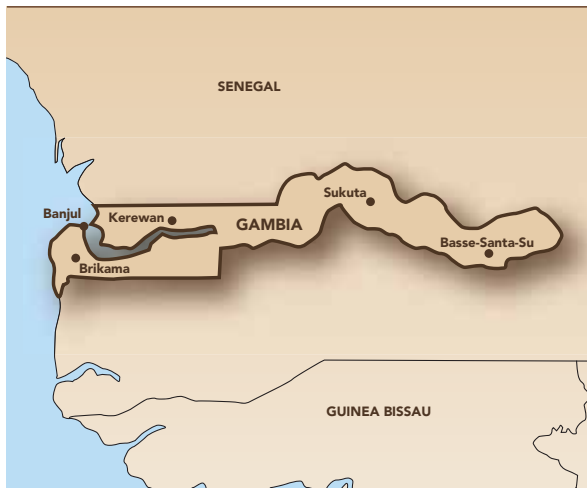 SENEGAL
Sukuta
Banjul
Kerewan
GAMBIA
Basse-Santa-Su
Brikama
GUINEA BISSAU